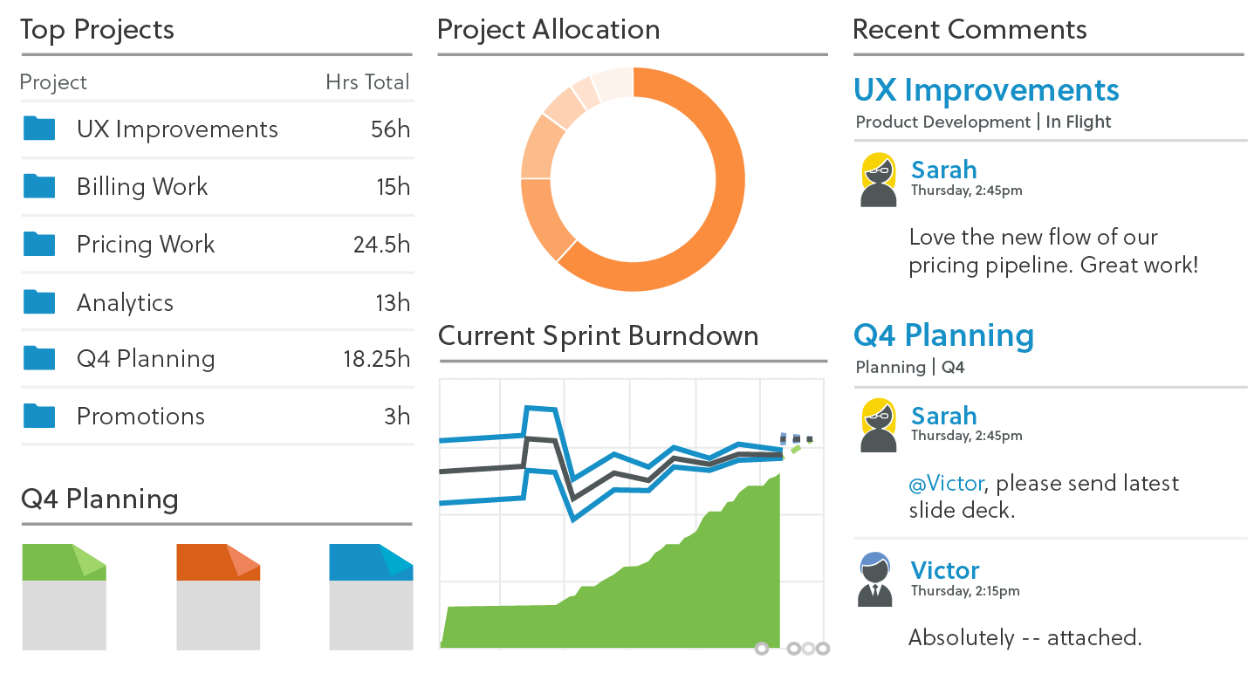 Top Projects
Project Hrs Total
UX Improvements 56h
Billing Work 15h
Pricing Work 24.5h
Analytics 13h
Q4 Planning 18.25h
Promotions 3h
Q4 Planning
Project Allocation
Current Sprint Burndown
Recent Comments
UX Improvements
Product Development | In Flight
Sarah
Thursday, 2:45pm
Love the new flow of our
pricing pipeline. Great work!
Q4 Planning
Planning | Q4
Sarah
Thursday, 2:45pm
@Victor, please send latest
slide deck.
Victor
Thursday, 2:15pm
Absolutely -- attached.